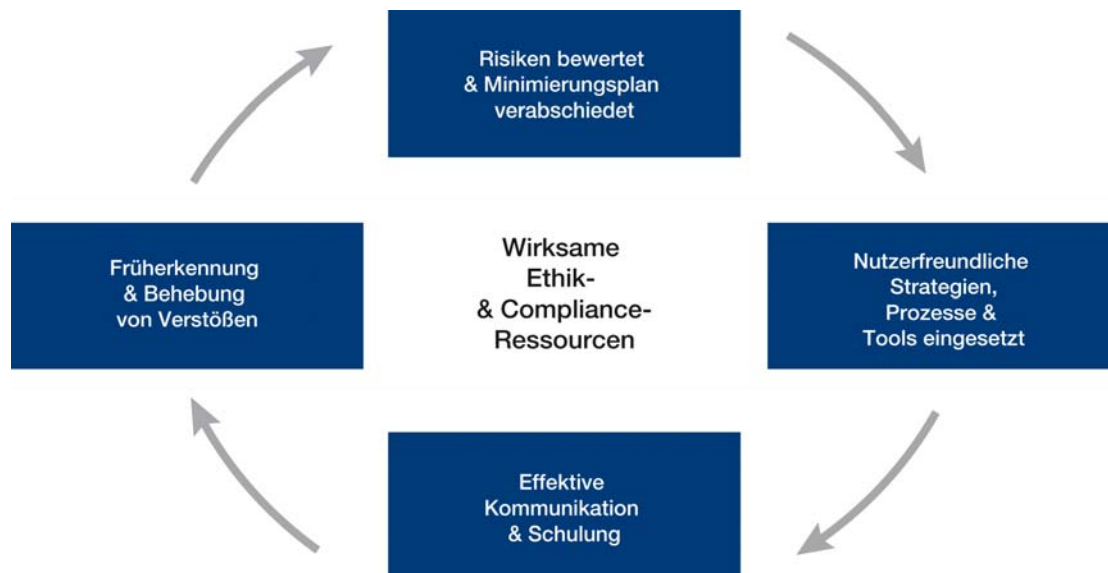 Risiken bewertet
& Minimierungsplan
verabschiedet
Früherkennung
& Behebung
von Verstößen
Wirksame
Ethik-
& Compliance-
Ressourcen
Nutzerfreundliche
Strategien,
Prozesse &
Tools eingesetzt
Effektive
Kommunikation
& Schulung